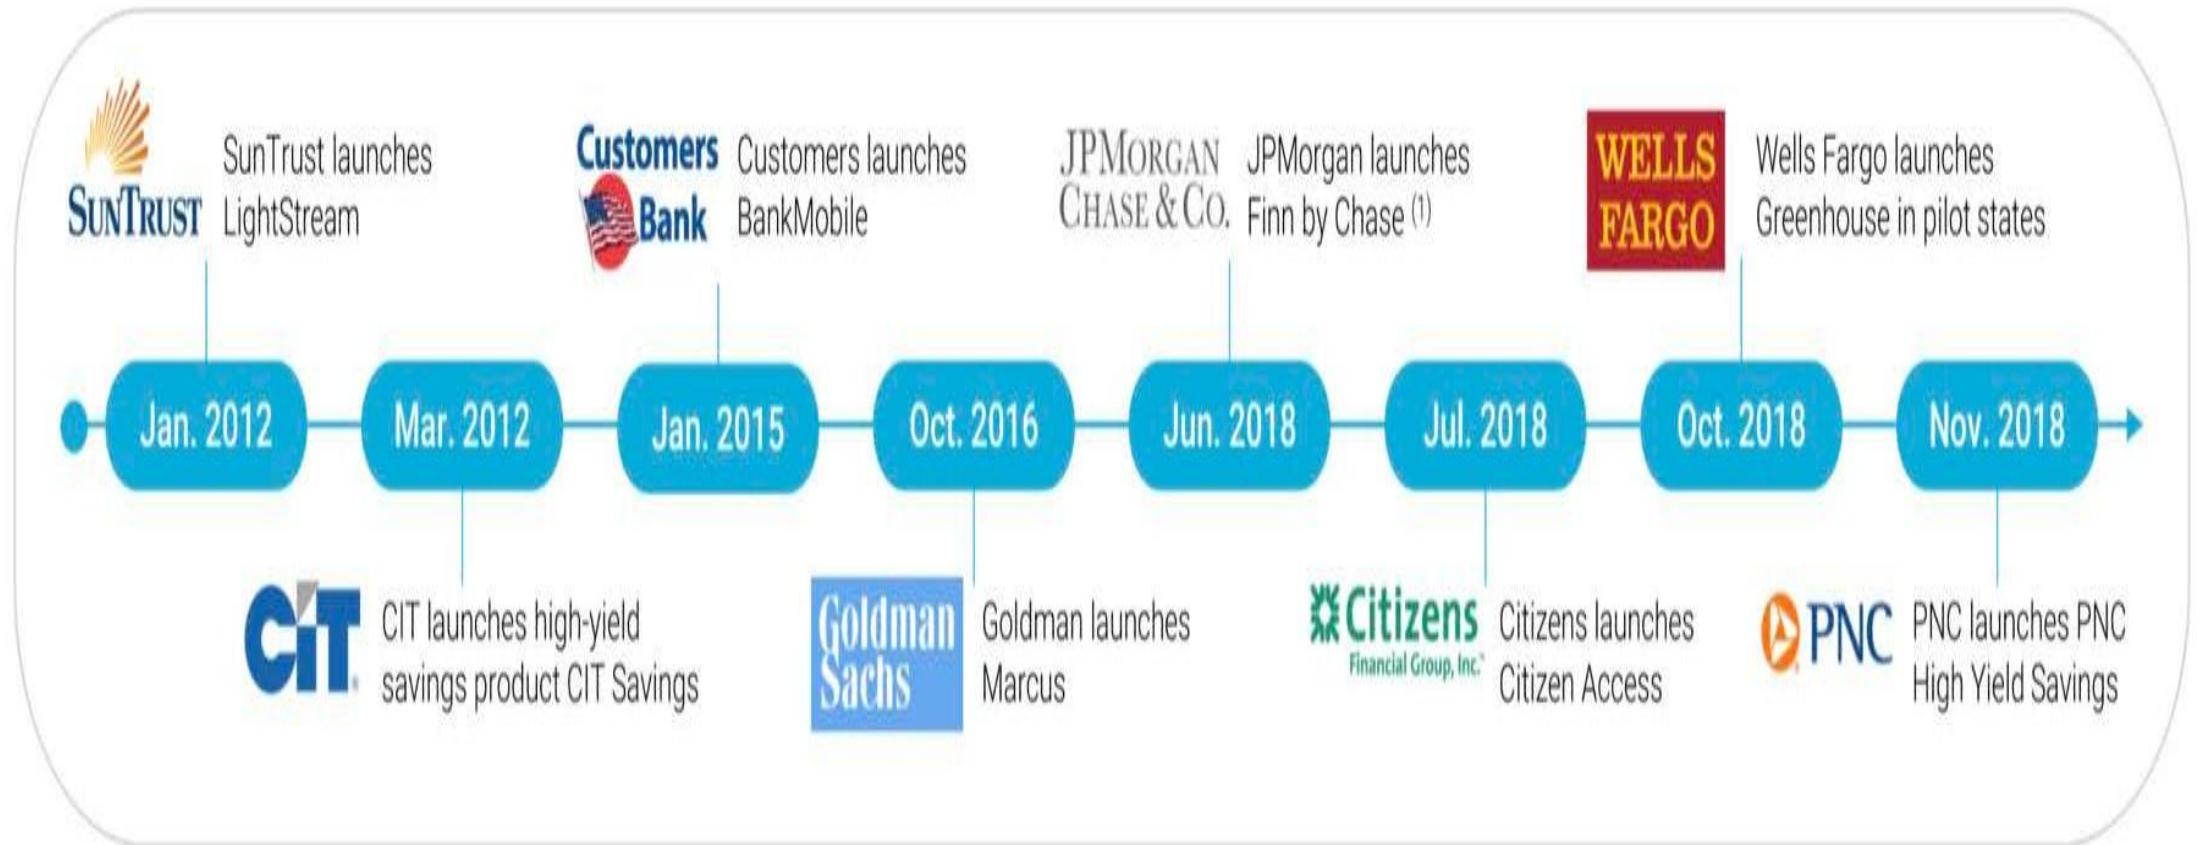 SUNTRUST
SunTrust launches
LightStream
Customers
Bank
Customers launches
BankMobile
JPMORGAN
CHASE & CO.
JPMorgan launches
Finn by Chase (1)
WELLS
FARGO
Wells Fargo launches
Greenhouse in pilot states
Jan. 2012
Mar. 2012
Jan. 2015
Oct. 2016
Jun. 2018
Jul. 2018
Oct. 2018
Nov. 2018
CIT
CIT launches high-yield
savings product CIT Savings
Goldman
Sachs
Goldman launches
Marcus
Citizens
Financial Group, Inc.™
Citizens launches
Citizen Access
PNC
PNC launches PNC
High Yield Savings